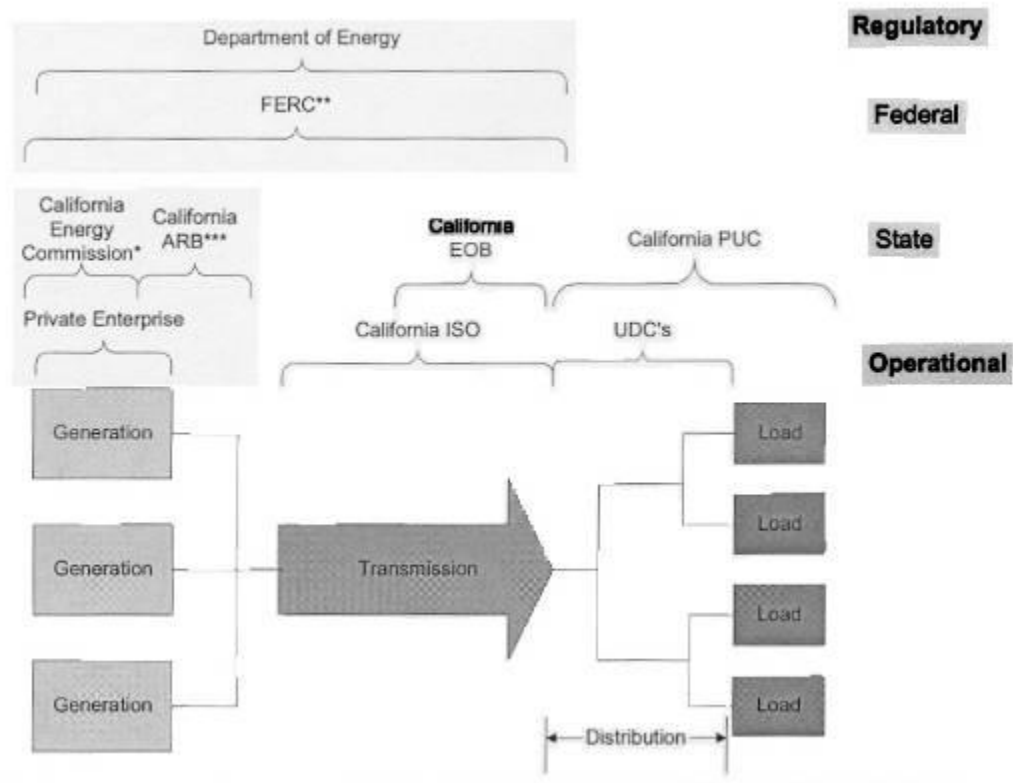 Regulatory
Department of Energy
FERC**
Federal
California
Energy
Commission*
California
ARB***
California
EOB
California PUC
State
Private Enterprise
California ISO
UDC's
Operational
Generation
Load
Load
Generation
Transmission
Load
Generation
Load
Distribution